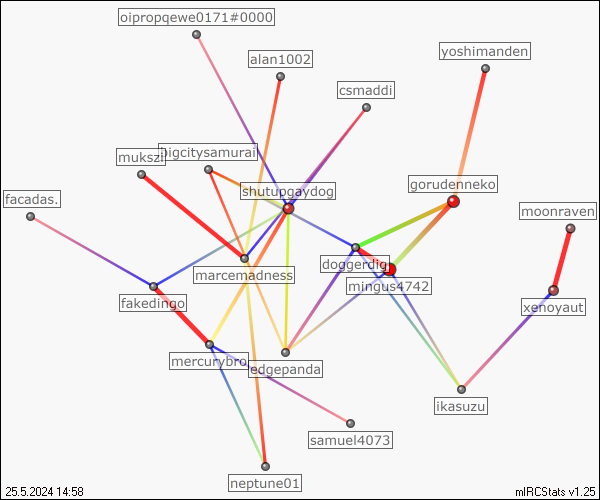 oipropqewe0171#0000
yoshimanden
alan1002
csmaddi
mukszi
bigcitysamurai
shutupgaydog
gorudenneko
facadas.
moonraven
doggerdig
marcemadness
mingus4742
fakedingo
xenoyaut
mercurybro
edgepanda
ikasuzu
samuel4073
neptune01
25.5.2024 14:58
mIRCStats v1.25